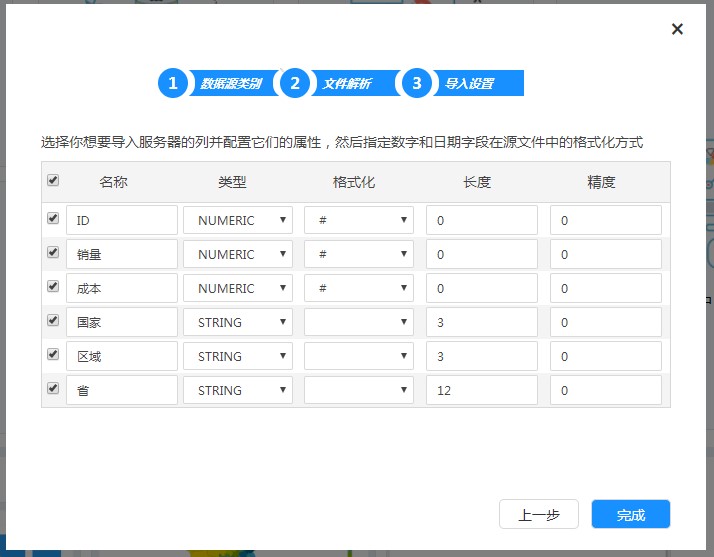 ×
1 数据源类别 2 文件解析 3 导入设置
选择你想要导入服务器的列并配置它们的属性，然后指定数字和日期字段在源文件中的格式化方式
名称 类型 格式化 长度 精度
ID NUMERIC # 0 0
销量 NUMERIC # 0 0
成本 NUMERIC # 0 0
国家 STRING 3 0
区域 STRING 3 0
省 STRING 12 0
上一步 完成